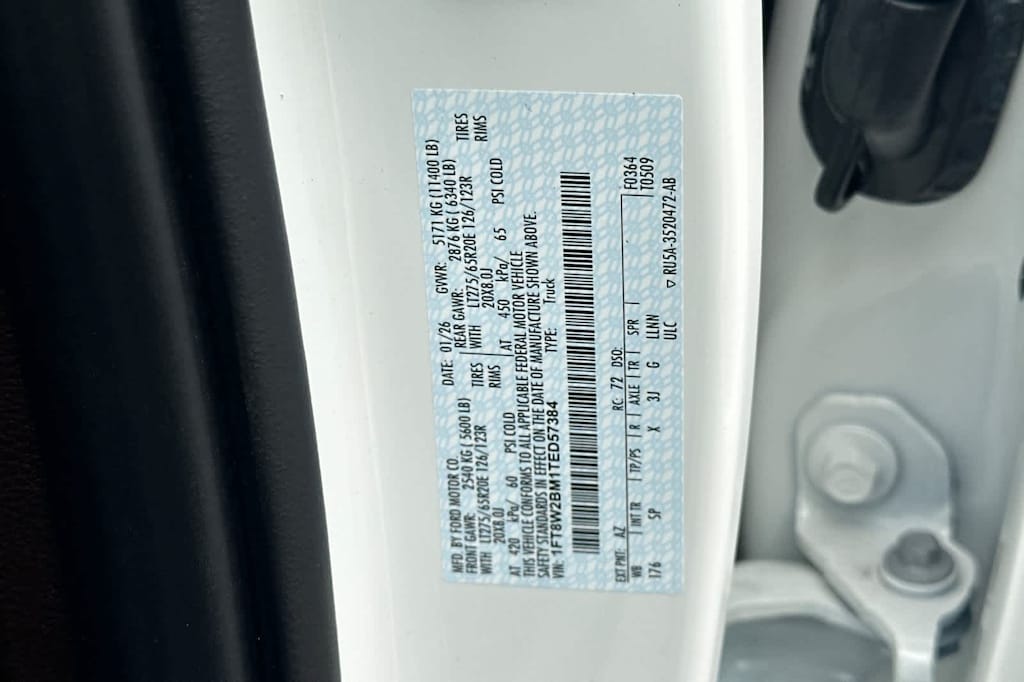 MFD. BY FORD MOTOR CO. DATE: 01/26 GVWR: 5171 KG (11400 LB)
FRONT GAWR: 2540 KG ( 5600 LB) REAR GAWR: 2876 KG ( 6340 LB)
WITH LT275/65R20E 126/123R TIRES WITH LT275/65R20E 126/123R TIRES
20X8.0J RIMS 20X8.0J RIMS
AT 420 kPa/ 60 PSI COLD AT 450 kPa/ 65 PSI COLD
THIS VEHICLE CONFORMS TO ALL APPLICABLE FEDERAL MOTOR VEHICLE
SAFETY STANDARDS IN EFFECT ON THE DATE OF MANUFACTURE SHOWN ABOVE.
VIN: 1FT8W2BM1TED57384 TYPE: Truck
EXT PNT: AZ RC: 72 DSO: F0364
WB INT TR TP/PS R AXLE TR SPR T0509
176 SP X 3J G LLNN
ULC ▽ RU5A-3520472-AB